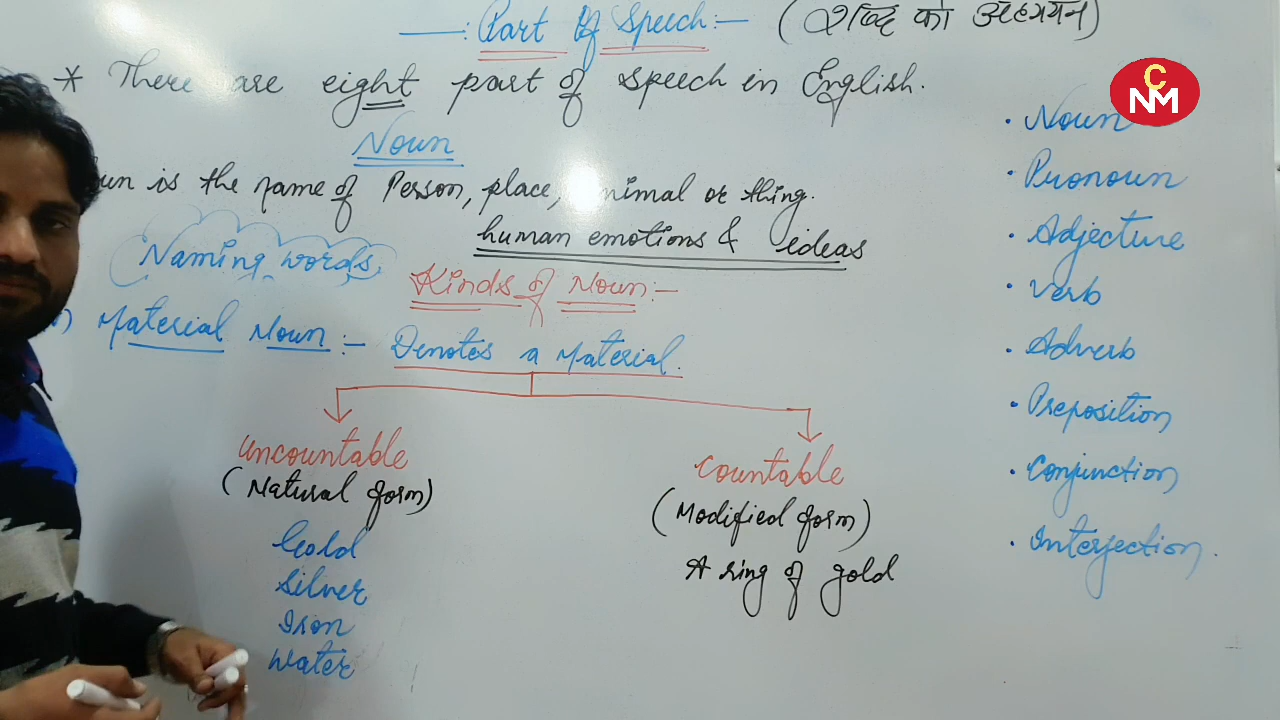 Part Of Speech:- (शब्दि का अध्ययन)
* There are eight part of speech in English.
Noun
un is the name of Person, place, nimal or thing.
human emotions & ideas
Naming words,
Kinds of Noun:-
Material Noun:- Denotes a Material.
Uncountable
(Natural form)
Gold
Silver
Iron
Water
Countable
(Modified form)
A ring of gold
CNM
• Noun
• Pronoun
• Adjective
• Verb
• Adverb
• Preposition
• Conjunction
• Interjection.